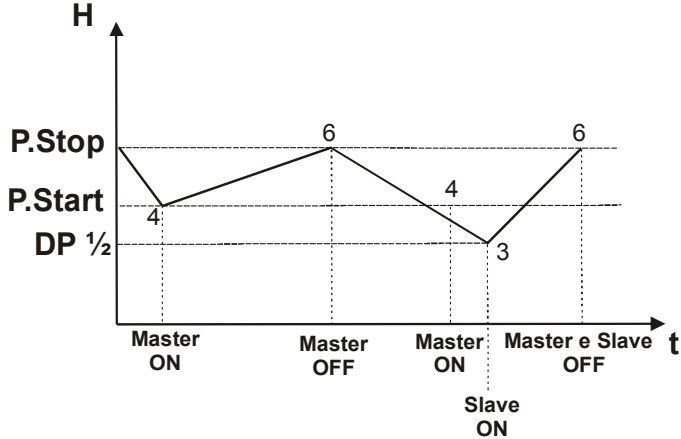 H
P.Stop
6
6
P.Start
4
4
DP ½
3
Master
ON
Master
OFF
Master
ON
Master e Slave
OFF
t
Slave
ON